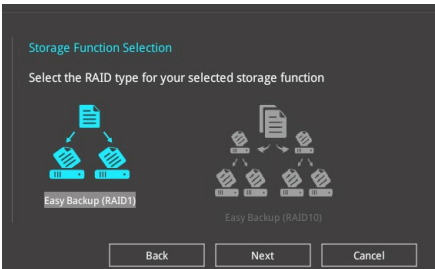 Storage Function Selection
Select the RAID type for your selected storage function
Easy Backup (RAID1)
Easy Backup (RAID10)
Back
Next
Cancel